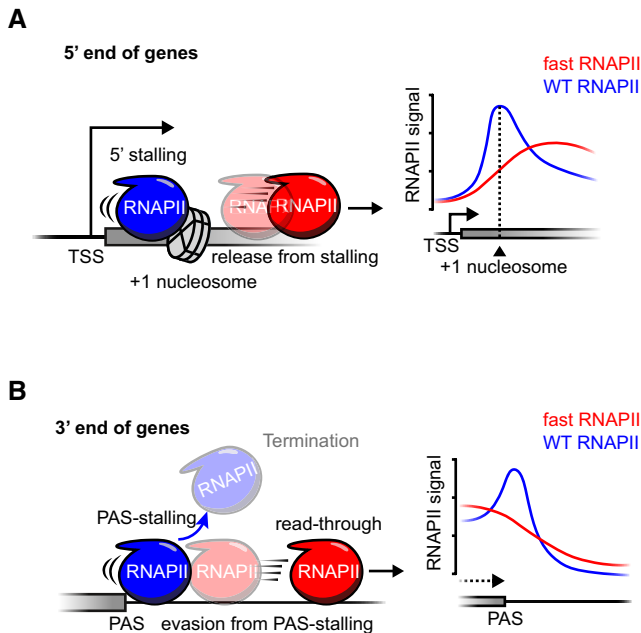 A
5' end of genes
5' stalling
RNAPII
RNAPII
RNAPII
TSS
release from stalling
+1 nucleosome
fast RNAPII
WT RNAPII
RNAPII signal
TSS
+1 nucleosome
B
3' end of genes
Termination
RNAPII
PAS-stalling
read-through
RNAPII
RNAPII
RNAPII
PAS
evasion from PAS-stalling
fast RNAPII
WT RNAPII
RNAPII signal
PAS